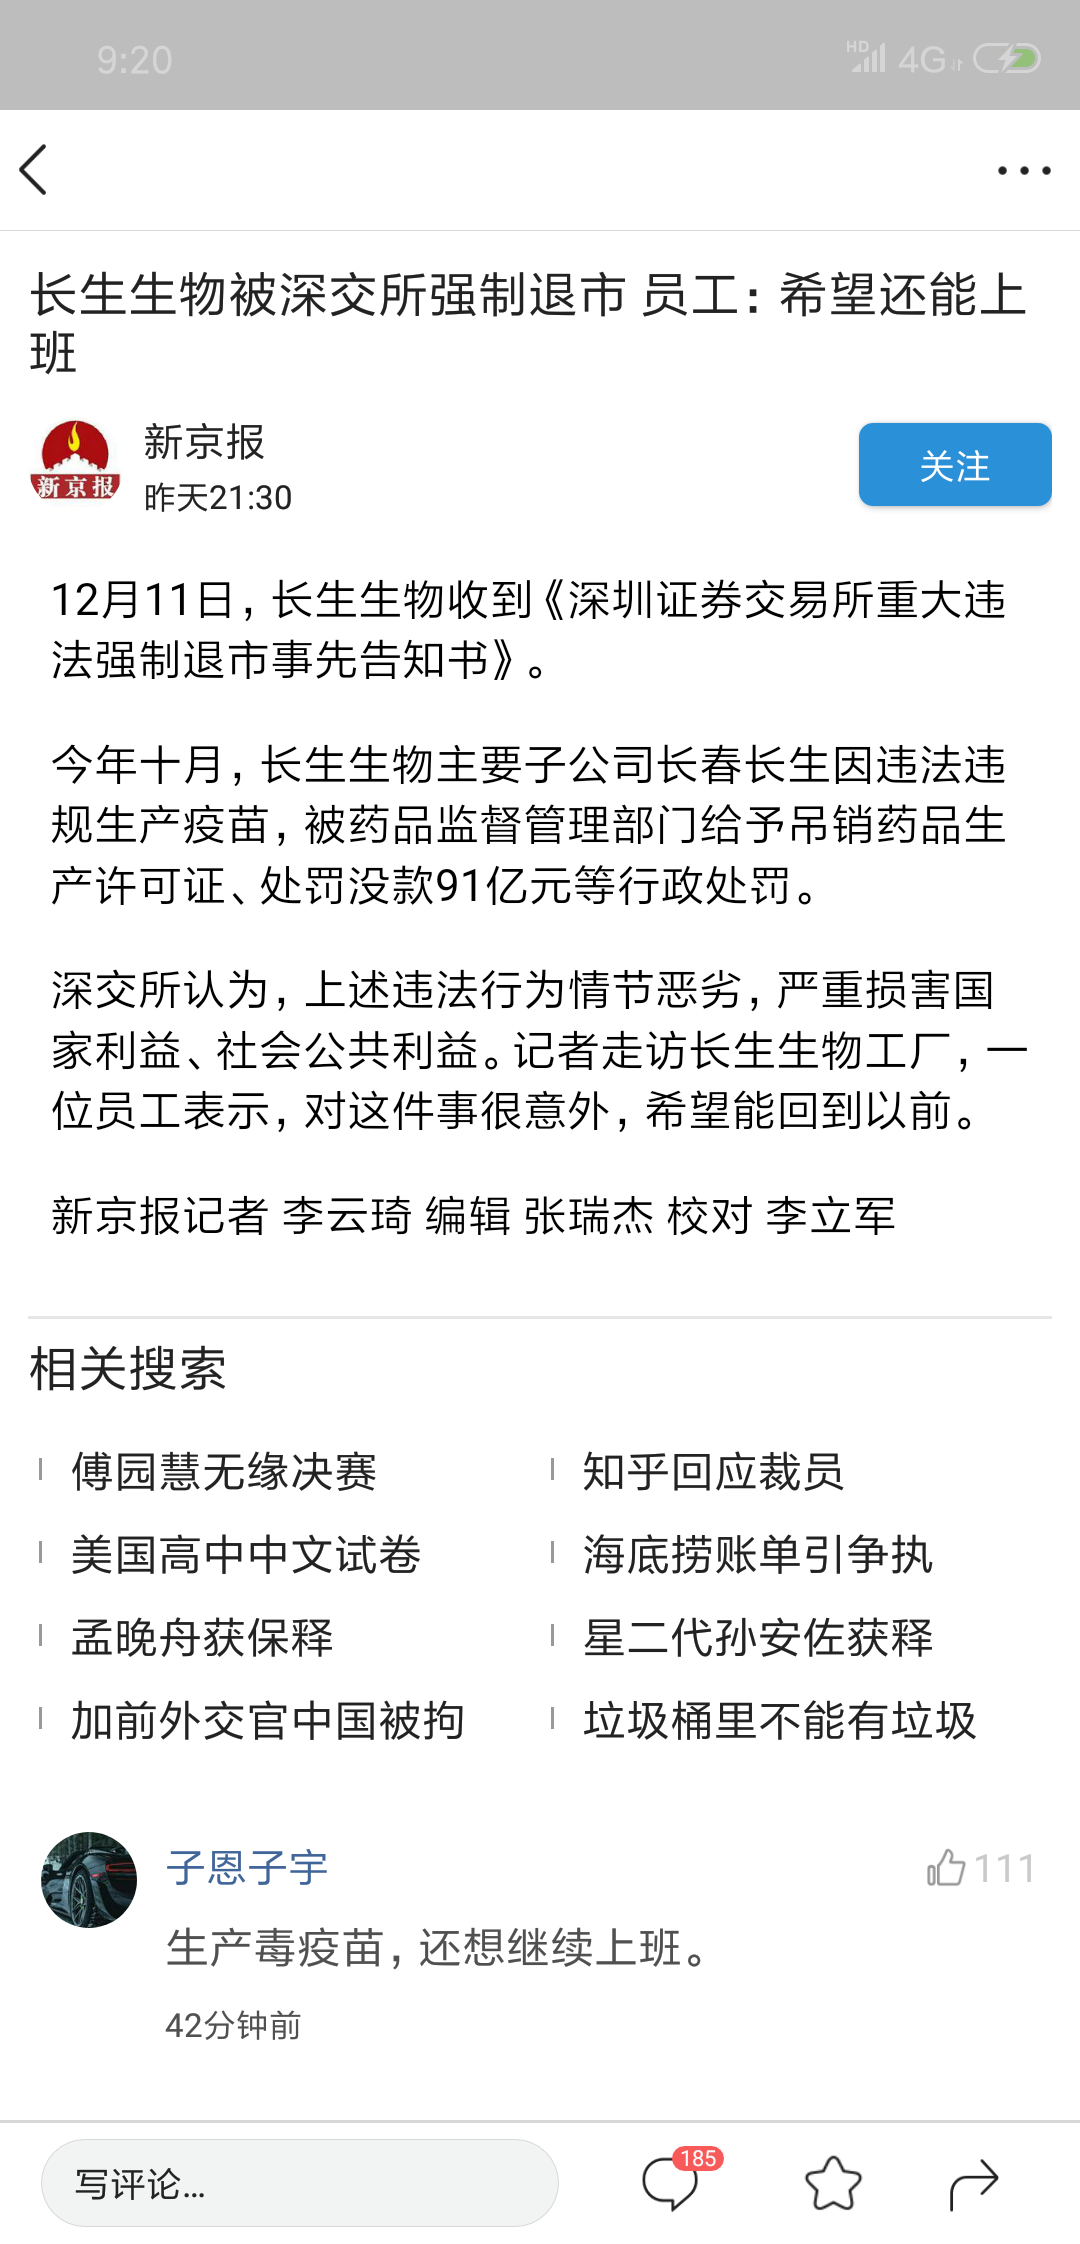 9:20
HD 4G
长生生物被深交所强制退市 员工：希望还能上
班
新京报
新京报
昨天21:30
关注
12月11日，长生生物收到《深圳证券交易所重大违
法强制退市事先告知书》。
今年十月，长生生物主要子公司长春长生因违法违
规生产疫苗，被药品监督管理部门给予吊销药品生
产许可证、处罚没款91亿元等行政处罚。
深交所认为，上述违法行为情节恶劣，严重损害国
家利益、社会公共利益。记者走访长生生物工厂，一
位员工表示，对这件事很意外，希望能回到以前。
新京报记者 李云琦 编辑 张瑞杰 校对 李立军
相关搜索
傅园慧无缘决赛
知乎回应裁员
美国高中中文试卷
海底捞账单引争执
孟晚舟获保释
星二代孙安佐获释
加前外交官中国被拘
垃圾桶里不能有垃圾
子恩子宇
111
生产毒疫苗，还想继续上班。
42分钟前
写评论...
185